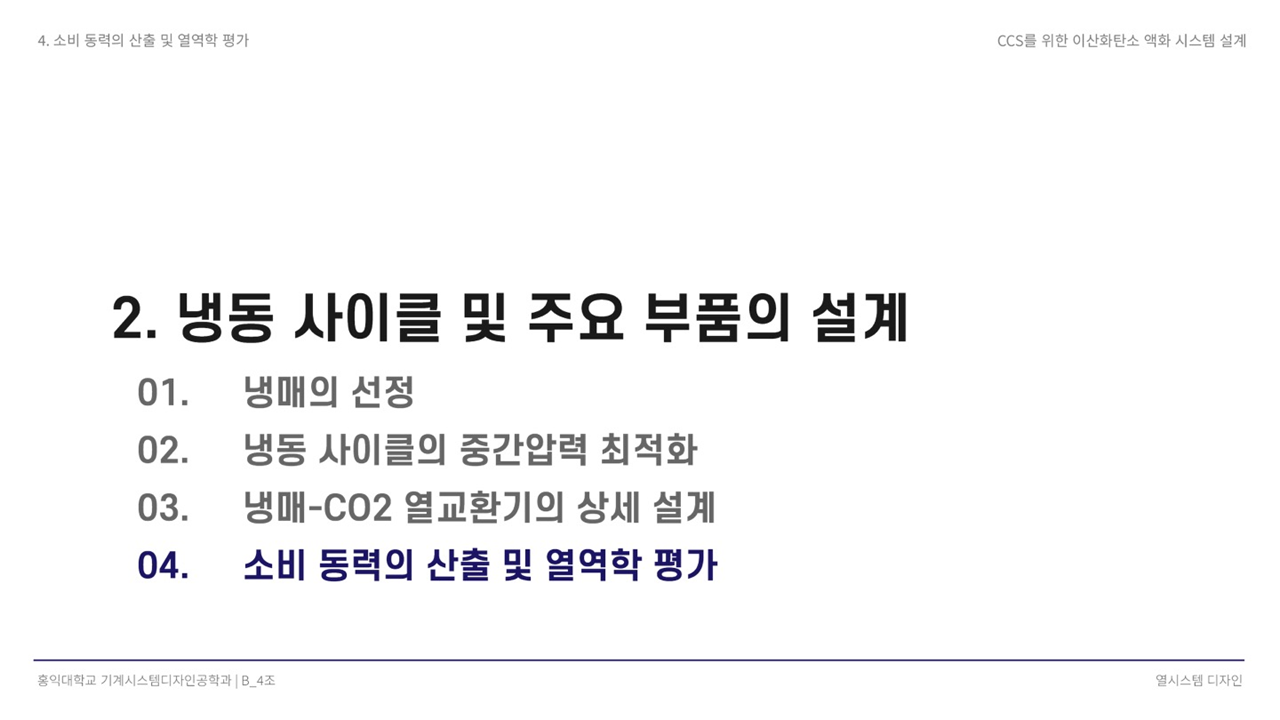 4. 소비 동력의 산출 및 열역학 평가
CCS를 위한 이산화탄소 액화 시스템 설계
2. 냉동 사이클 및 주요 부품의 설계
01. 냉매의 선정
02. 냉동 사이클의 중간압력 최적화
03. 냉매-CO2 열교환기의 상세 설계
04. 소비 동력의 산출 및 열역학 평가
홍익대학교 기계시스템디자인공학과 | B_4조
열시스템 디자인